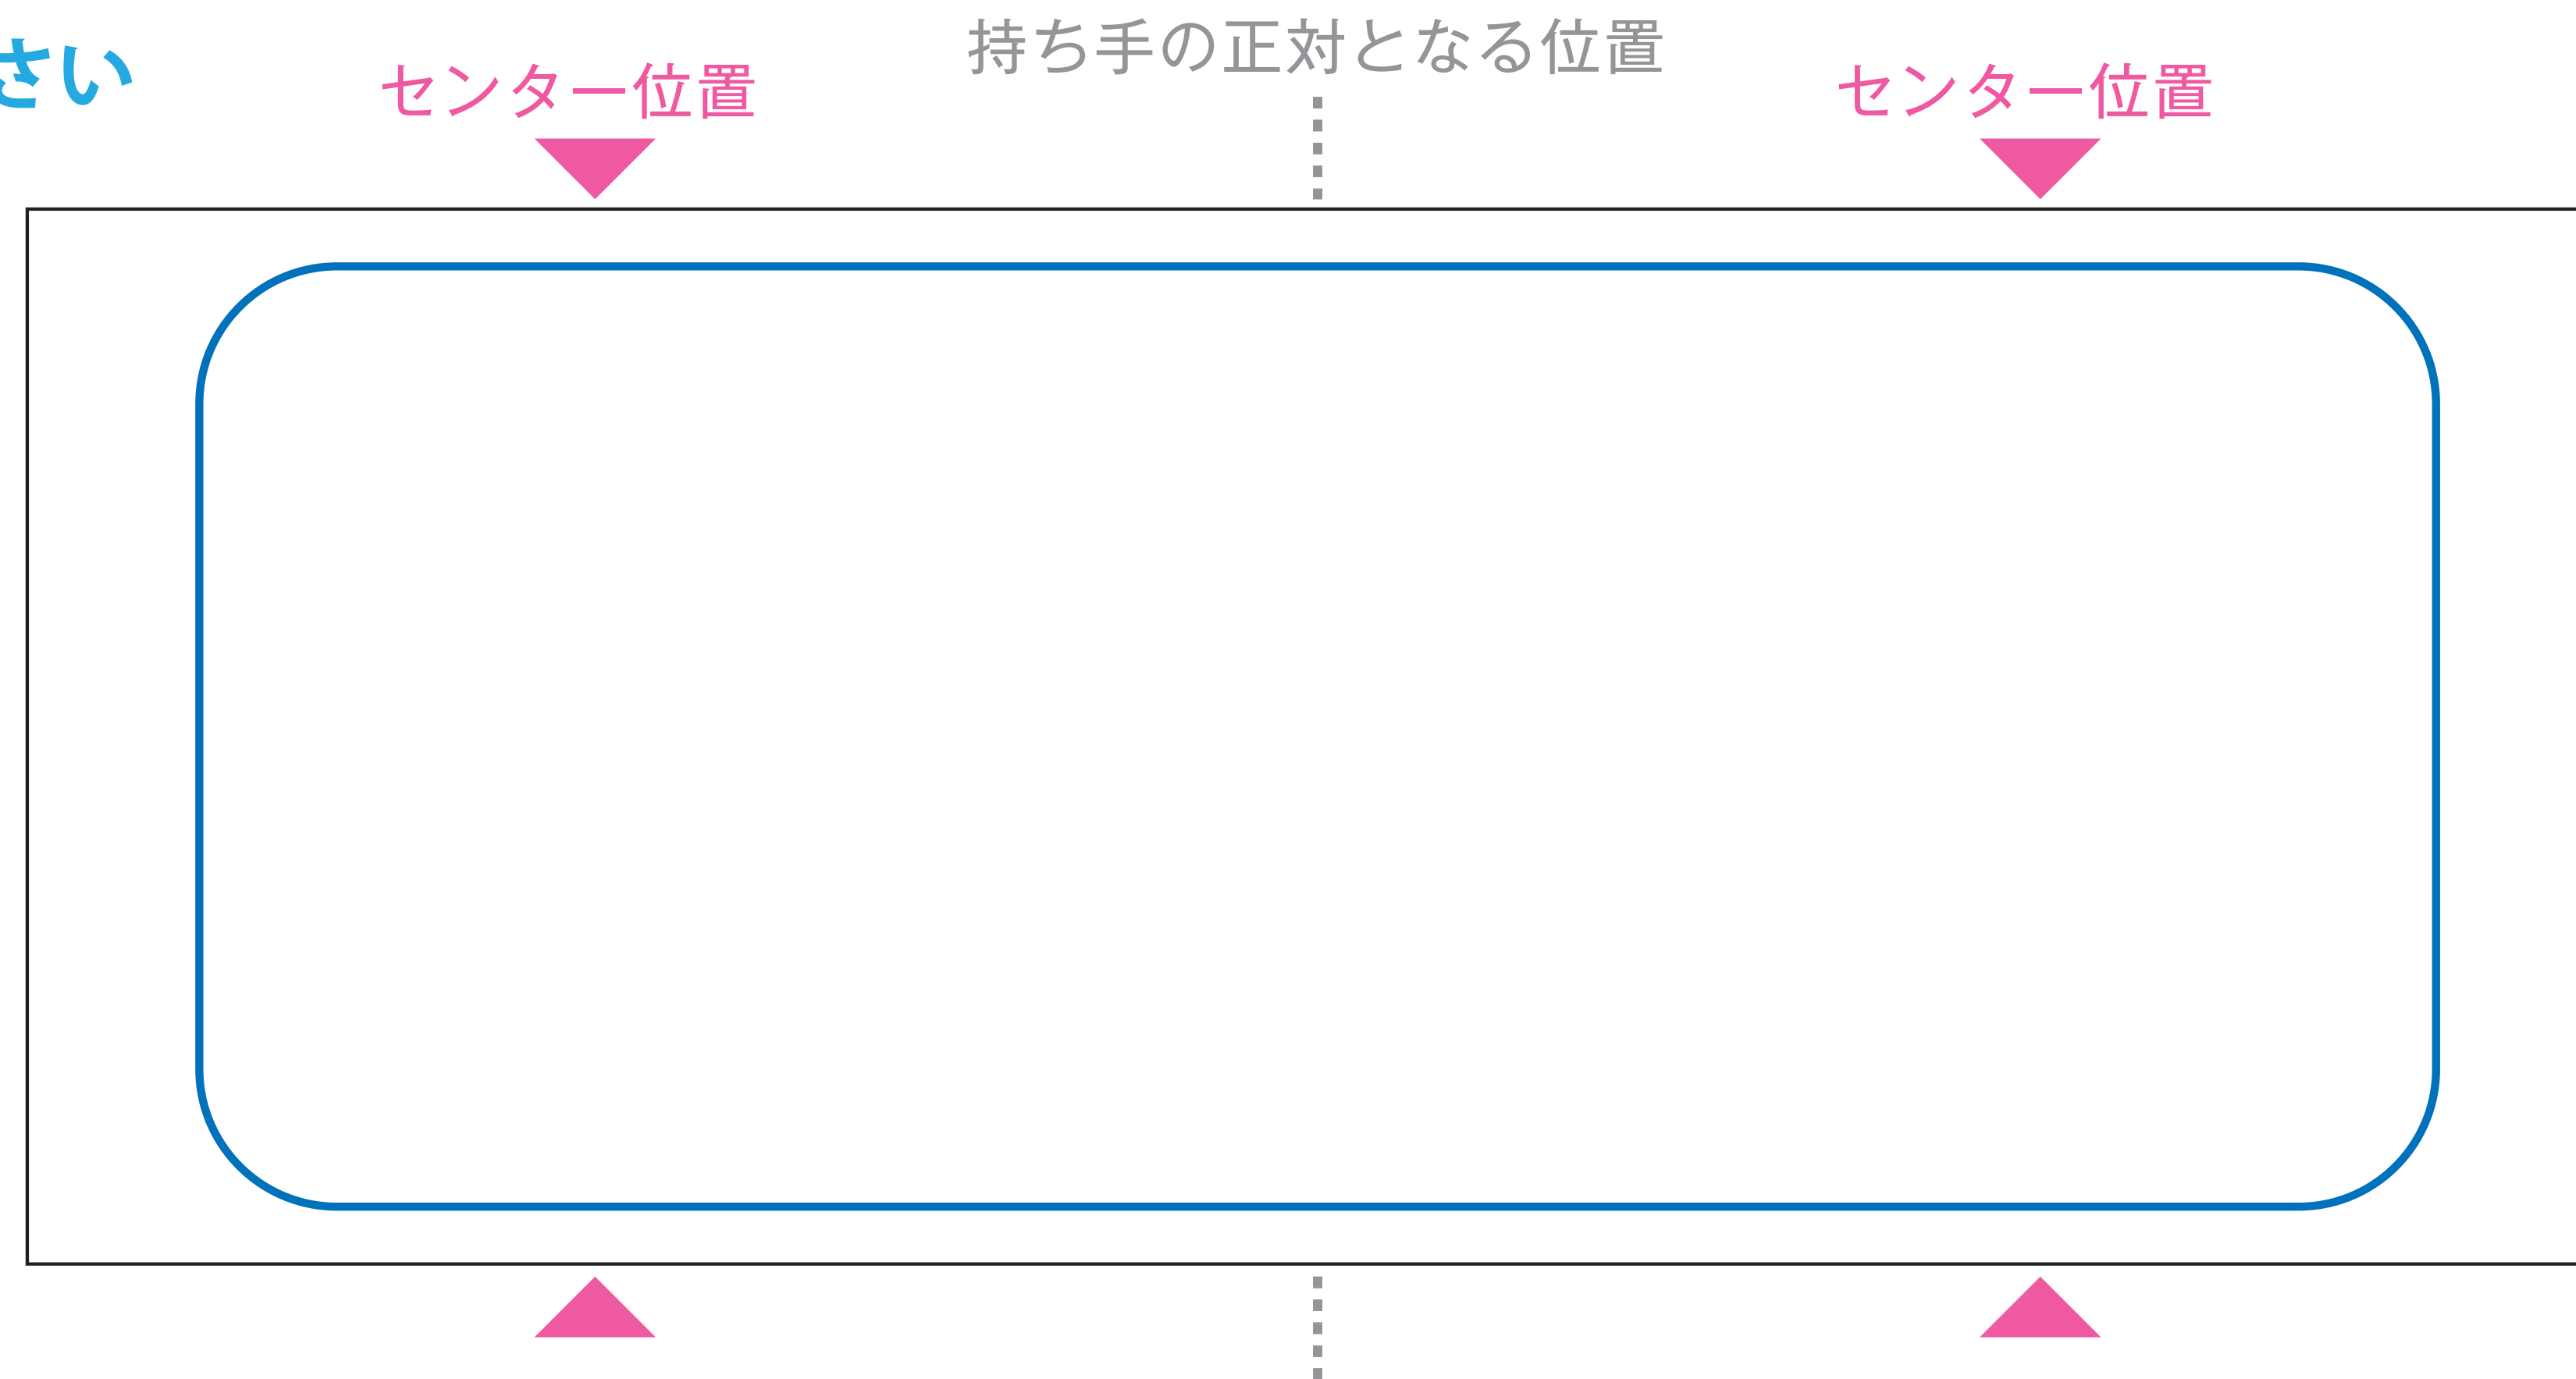 さい
センター位置
持ち手の正対となる位置
センター位置